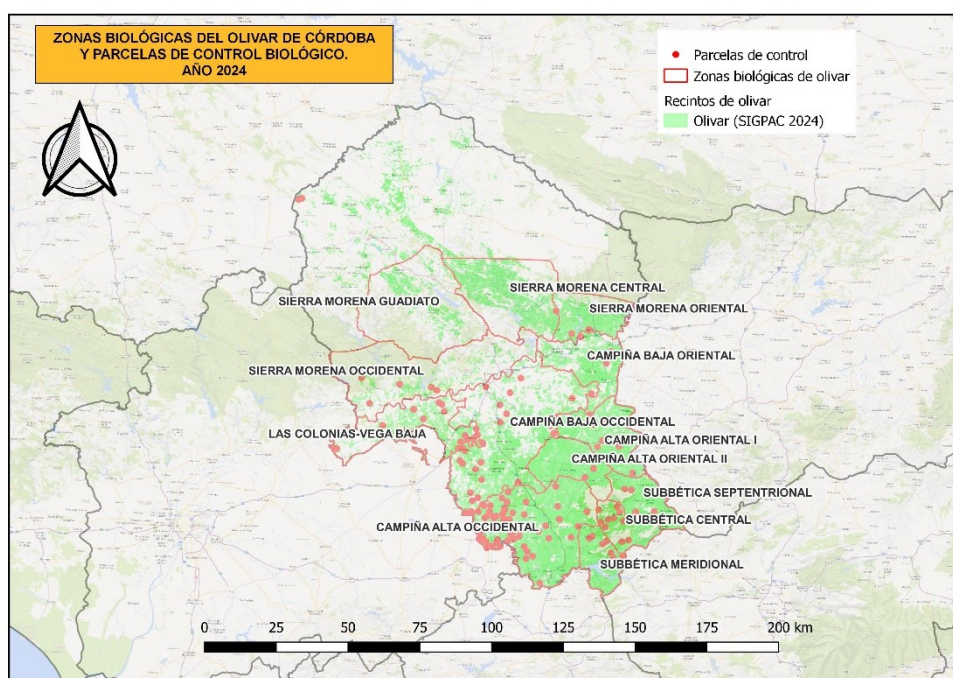 ZONAS BIOLÓGICAS DEL OLIVAR DE CÓRDOBA
Y PARCELAS DE CONTROL BIOLÓGICO.
AÑO 2024
Parcelas de control
Zonas biológicas de olivar
Recintos de olivar
Olivar (SIGPAC 2024)
SIERRA MORENA CENTRAL
SIERRA MORENA GUADIATO
SIERRA MORENA ORIENTAL
CAMPIÑA BAJA ORIENTAL
SIERRA MORENA OCCIDENTAL
CAMPIÑA BAJA OCCIDENTAL
LAS COLONIAS-VEGA BAJA
CAMPIÑA ALTA ORIENTAL I
CAMPIÑA ALTA ORIENTAL II
SUBBÉTICA SEPTENTRIONAL
SUBBÉTICA CENTRAL
CAMPIÑA ALTA OCCIDENTAL
SUBBÉTICA MERIDIONAL
0 25 50 75 100 125 150 175 200 km